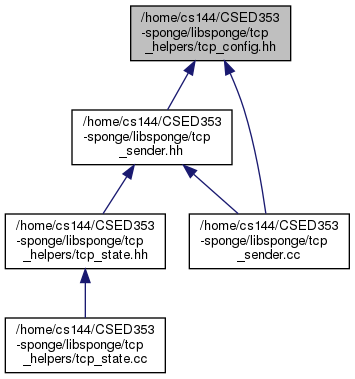 /home/cs144/CSED353
-sponge/libsponge/tcp
_helpers/tcp_config.hh
/home/cs144/CSED353
-sponge/libsponge/tcp
_sender.hh
/home/cs144/CSED353
-sponge/libsponge/tcp
_helpers/tcp_state.hh
/home/cs144/CSED353
-sponge/libsponge/tcp
_sender.cc
/home/cs144/CSED353
-sponge/libsponge/tcp
_helpers/tcp_state.cc